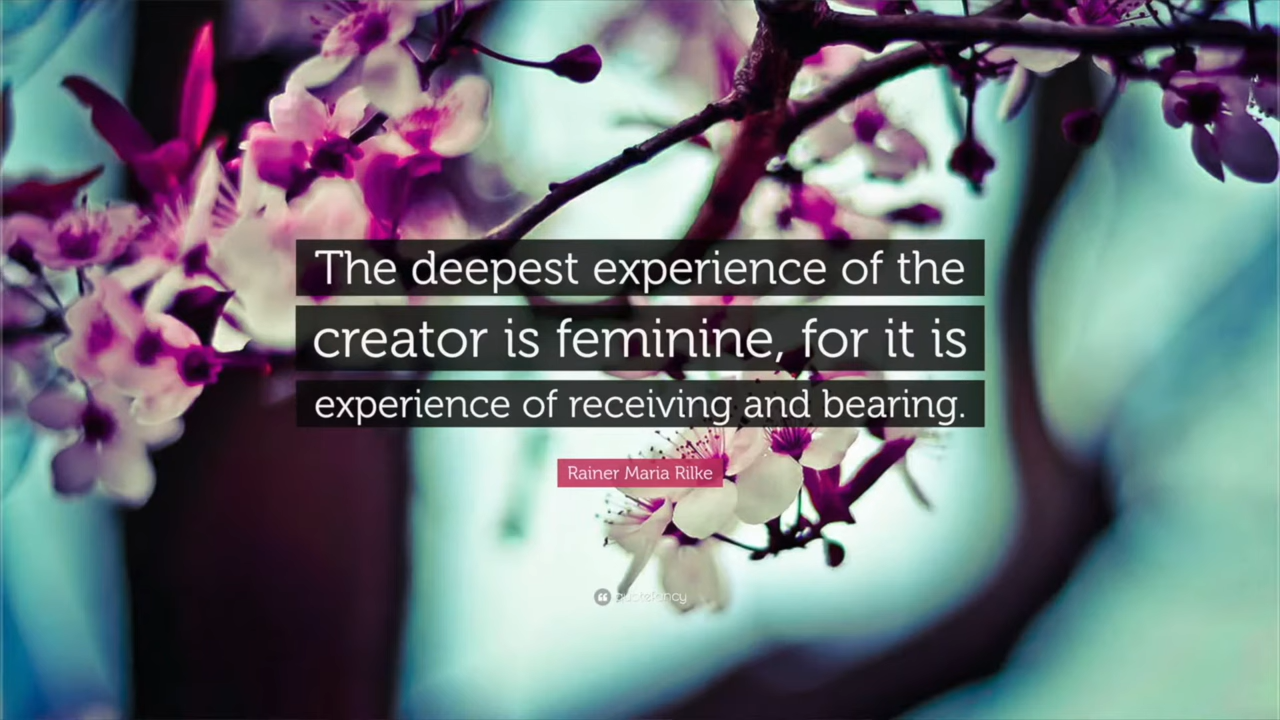 The deepest experience of the
creator is feminine, for it is
experience of receiving and bearing.
Rainer Maria Rilke
quotefancy